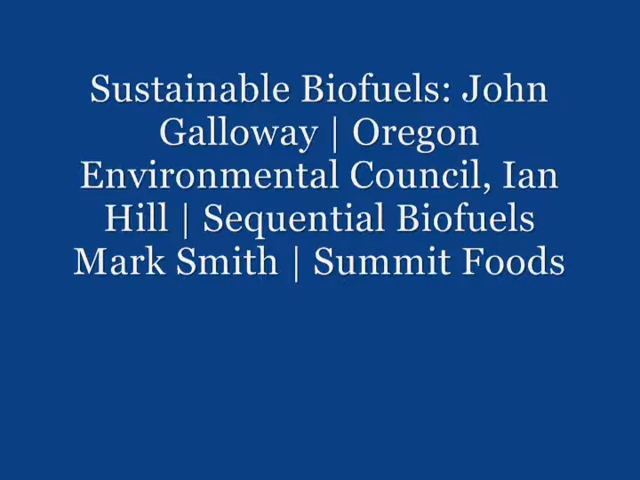 Sustainable Biofuels: John
Galloway | Oregon
Environmental Council, Ian
Hill | Sequential Biofuels
Mark Smith | Summit Foods